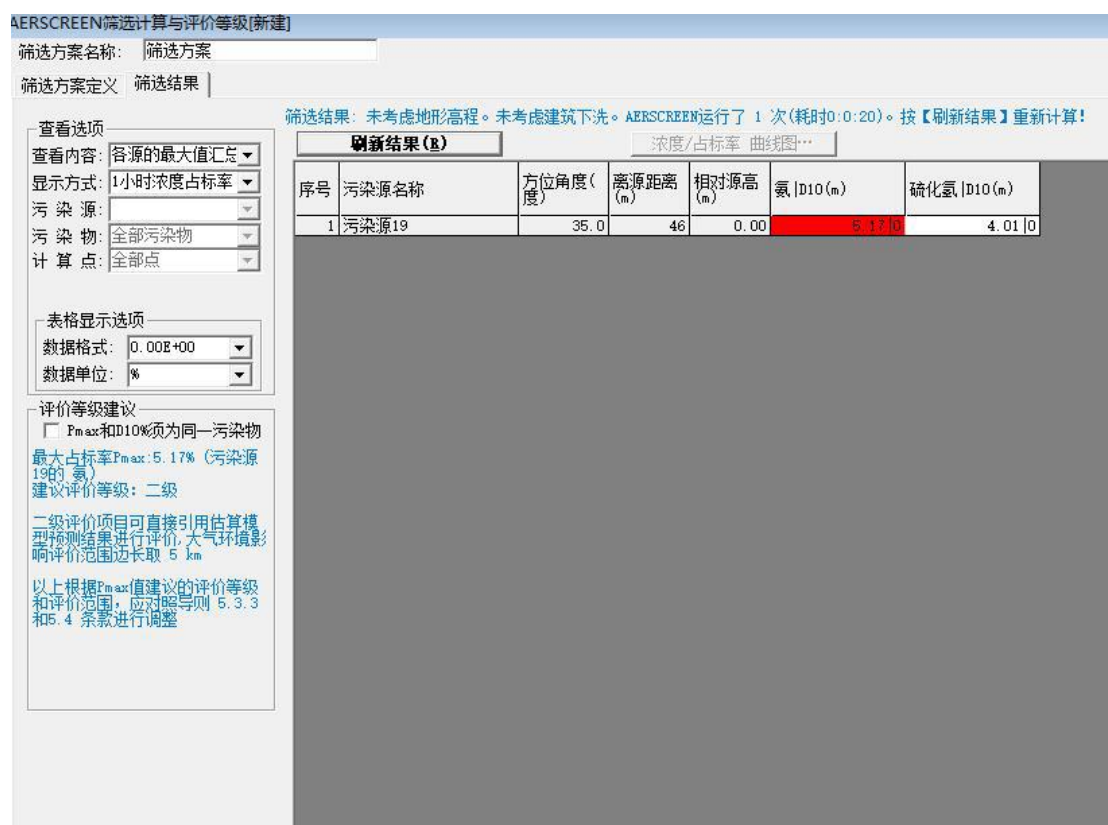 AERSCREEN筛选计算与评价等级[新建]
筛选方案名称: 筛选方案
筛选方案定义 筛选结果
筛选结果: 未考虑地形高程。未考虑建筑下洗。AERSCREEN运行了 1 次(耗时0:0:20)。按【刷新结果】重新计算!
刷新结果(R) 浓度/占标率 曲线图…
查看选项
查看内容: 各源的最大值汇总
显示方式: 1小时浓度占标率
污 染 源:
污 染 物: 全部污染物
计 算 点: 全部点
序号 污染源名称 方位角度(度) 离源距离(m) 相对源高(m) 氨|D10(m) 硫化氢|D10(m)
1 污染源19 35.0 46 0.00 5.17|0 4.01|0
表格显示选项
数据格式: 0.00E+00
数据单位: %
评价等级建议
Pmax和D10%须为同一污染物
最大占标率Pmax:5.17% (污染源
19的 氨)
建议评价等级: 二级
二级评价项目可直接引用估算模
型预测结果进行评价,大气环境影
响评价范围边长取 5 km
以上根据Pmax值建议的评价等级
和评价范围，应对照导则 5.3.3
和5.4 条款进行调整